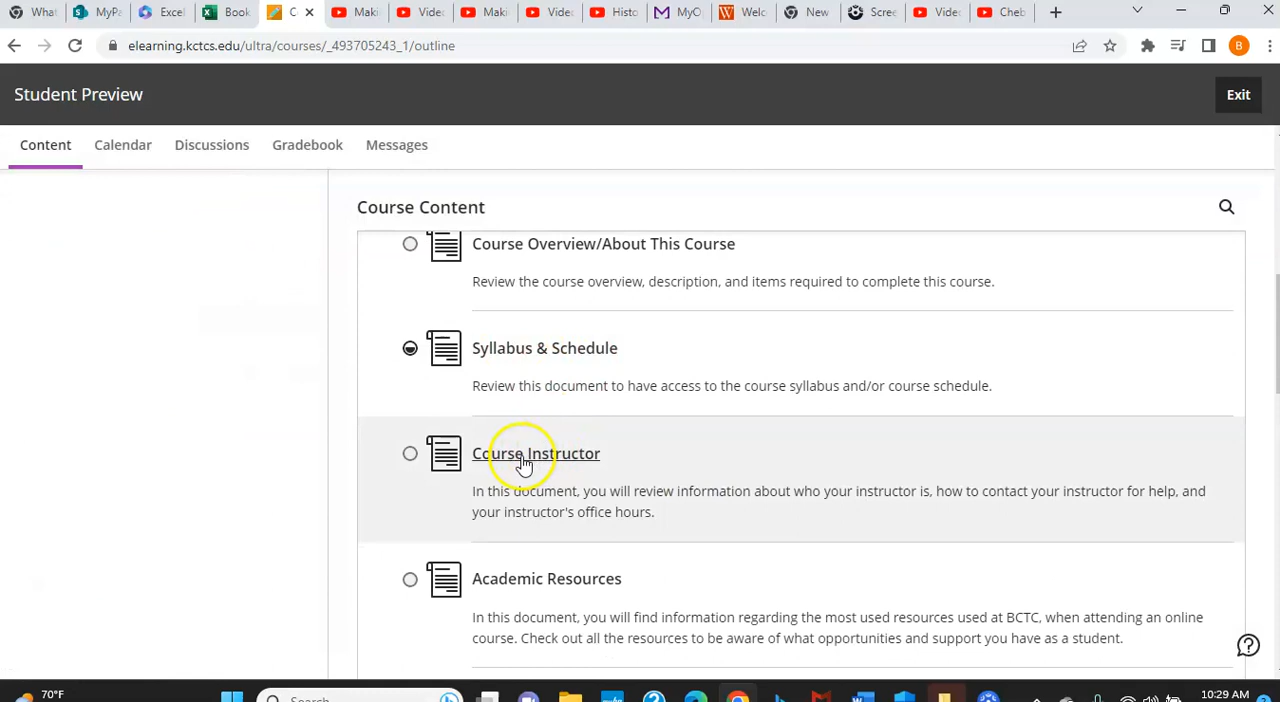 Wha
MyPa
Excel
Book
C
Maki
Video
Maki
Video
Histo
MyC
Welc
New
Scre
Video
Cheb
elearning.kctcs.edu/ultra/courses/_493705243_1/outline
B
Student Preview
Exit
Content
Calendar
Discussions
Gradebook
Messages
Course Content
Course Overview/About This Course
Review the course overview, description, and items required to complete this course.
Syllabus & Schedule
Review this document to have access to the course syllabus and/or course schedule.
Course Instructor
In this document, you will review information about who your instructor is, how to contact your instructor for help, and
your instructor's office hours.
Academic Resources
In this document, you will find information regarding the most used resources used at BCTC, when attending an online
course. Check out all the resources to be aware of what opportunities and support you have as a student.
70°F
Search
10:29 AM